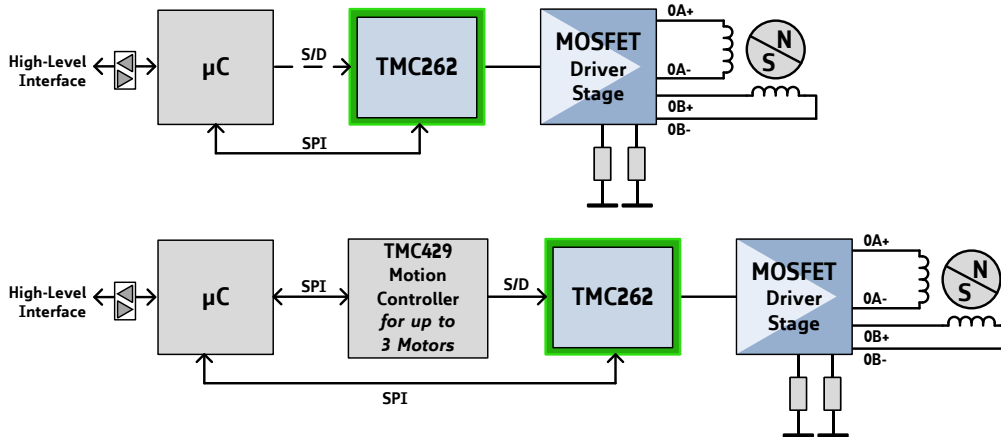 High-Level
Interface
µC
S/D
SPI
TMC262
MOSFET
Driver
Stage
0A+
0A-
0B+
0B-
N
S
High-Level
Interface
µC
SPI
TMC429
Motion
Controller
for up to
3 Motors
S/D
SPI
TMC262
MOSFET
Driver
Stage
0A+
0A-
0B+
0B-
N
S